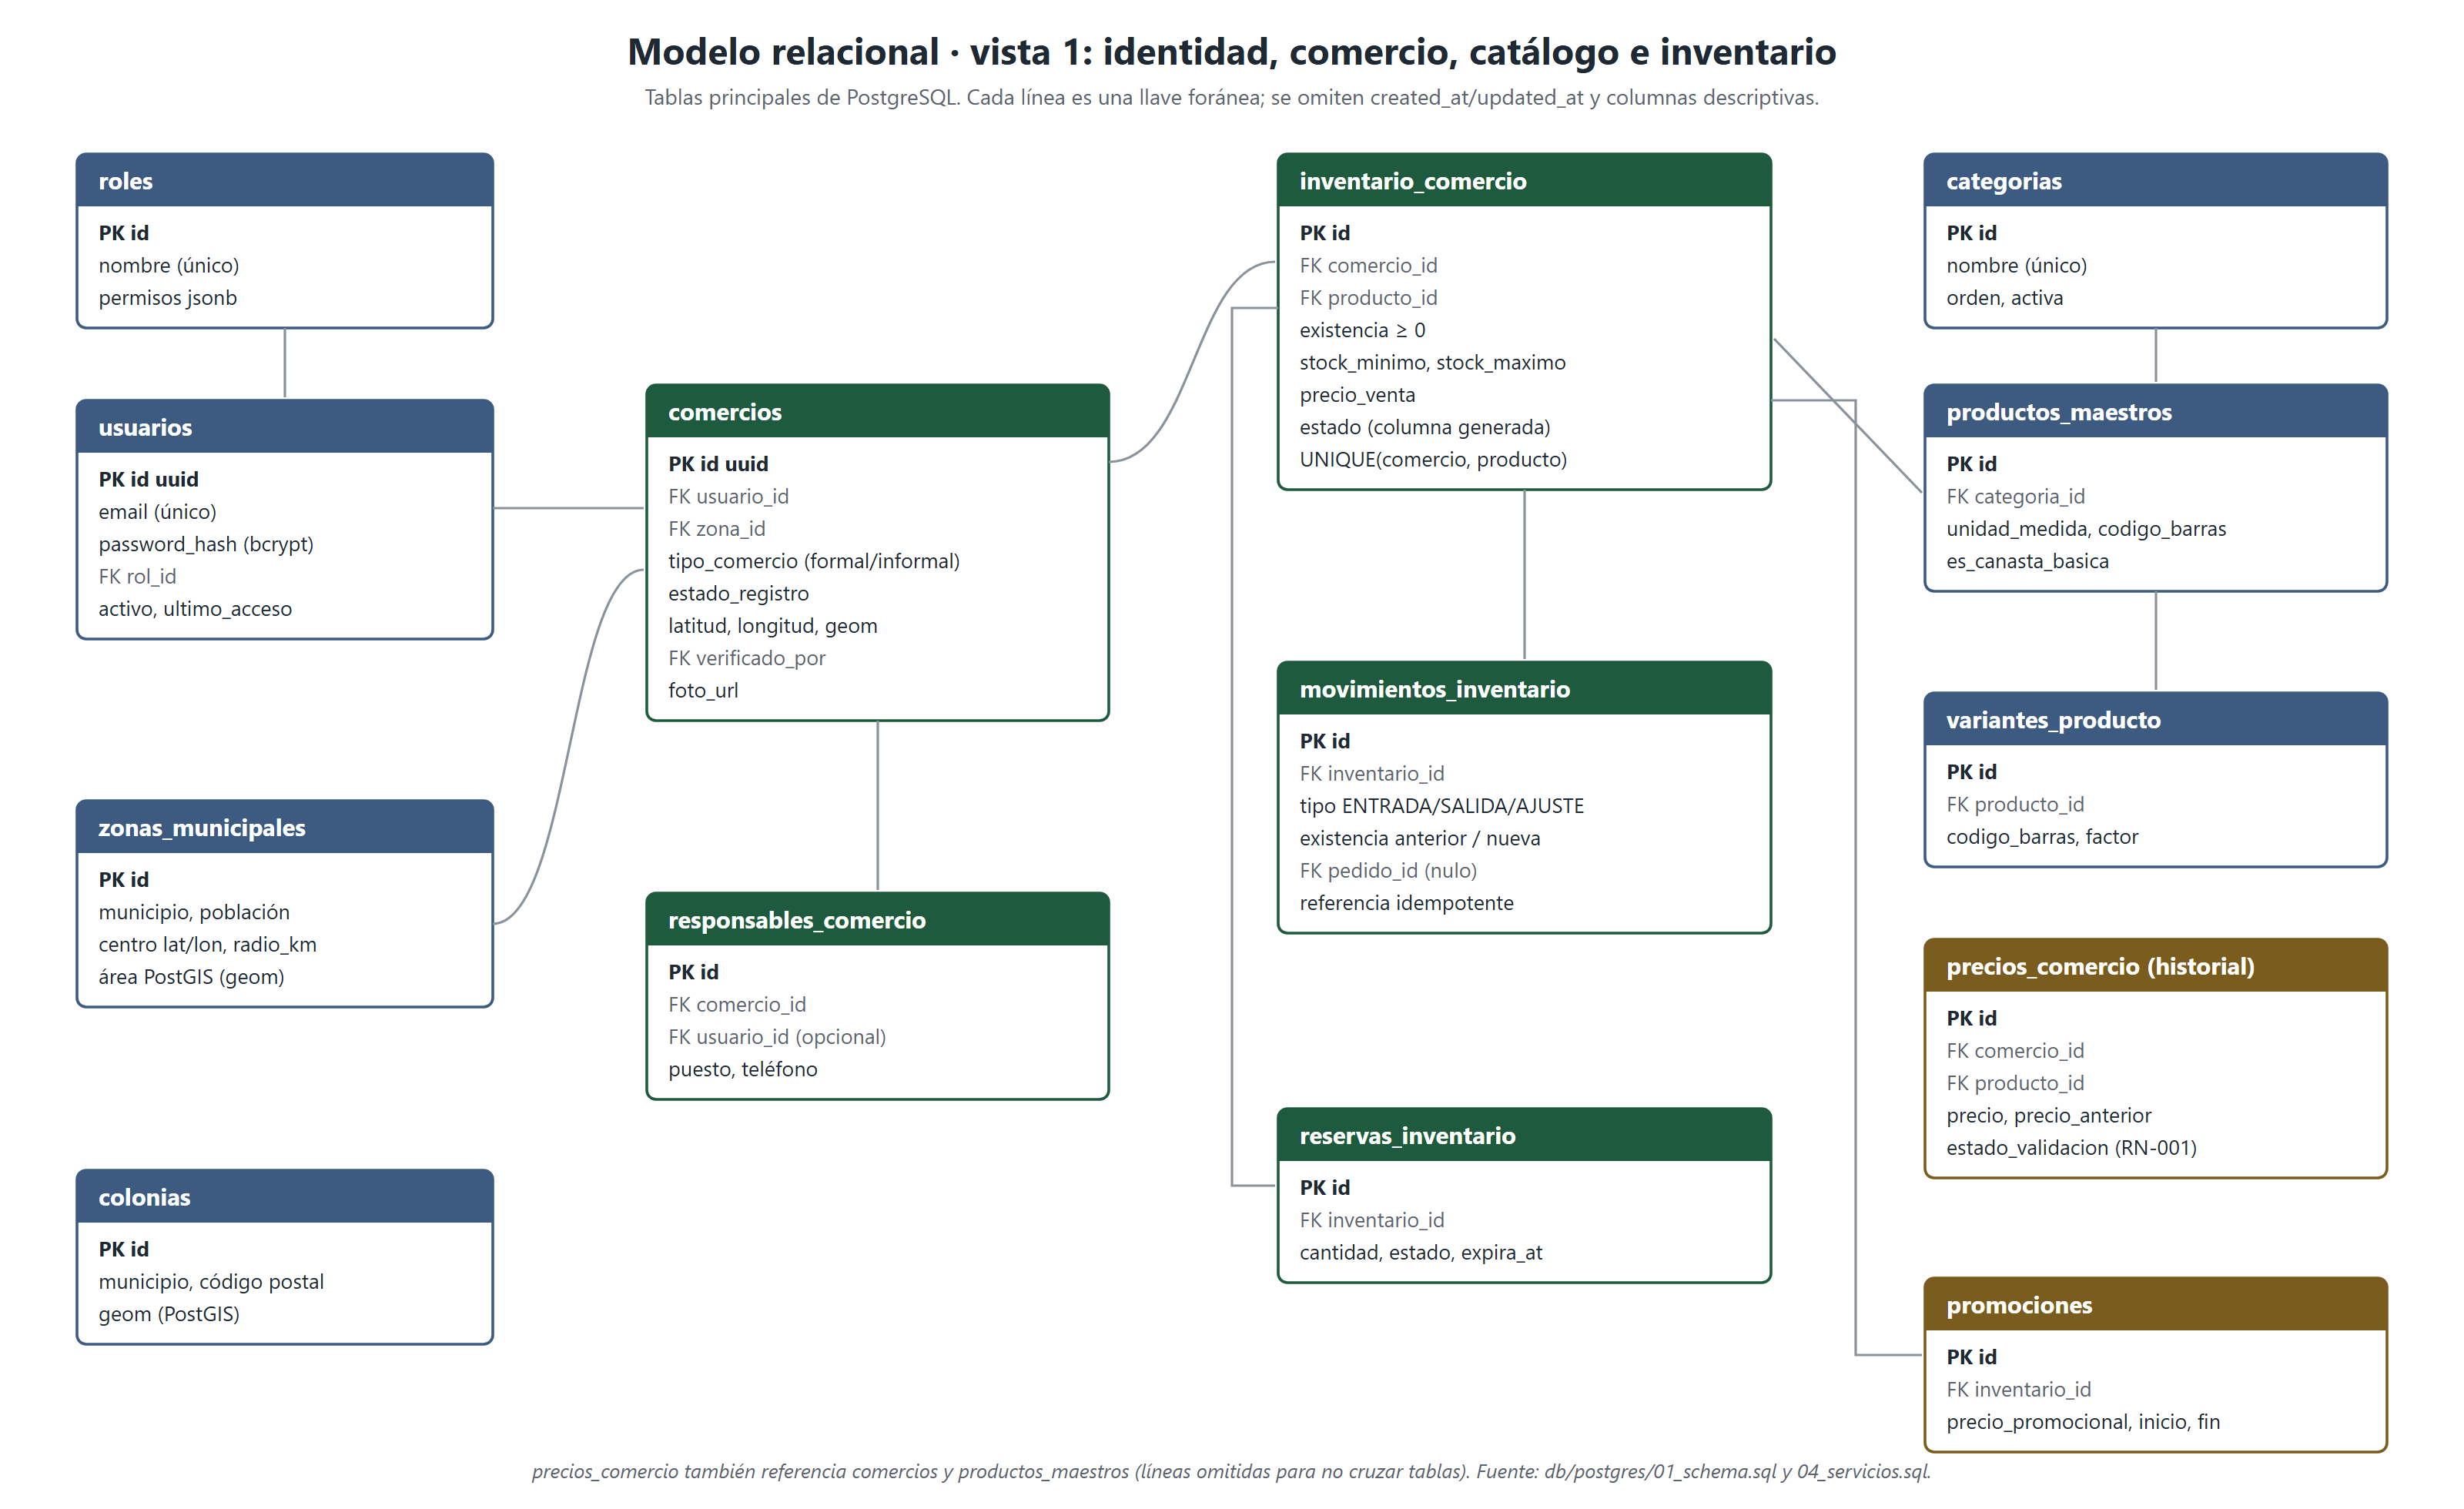 Modelo relacional · vista 1: identidad, comercio, catálogo e inventario
Tablas principales de PostgreSQL. Cada línea es una llave foránea; se omiten created_at/updated_at y columnas descriptivas.
roles
PK id
nombre (único)
permisos jsonb
usuarios
PK id uuid
email (único)
password_hash (bcrypt)
FK rol_id
activo, ultimo_acceso
zonas_municipales
PK id
municipio, población
centro lat/lon, radio_km
área PostGIS (geom)
colonias
PK id
municipio, código postal
geom (PostGIS)
comercios
PK id uuid
FK usuario_id
FK zona_id
tipo_comercio (formal/informal)
estado_registro
latitud, longitud, geom
FK verificado_por
foto_url
responsables_comercio
PK id
FK comercio_id
FK usuario_id (opcional)
puesto, teléfono
inventario_comercio
PK id
FK comercio_id
FK producto_id
existencia ≥ 0
stock_minimo, stock_maximo
precio_venta
estado (columna generada)
UNIQUE(comercio, producto)
movimientos_inventario
PK id
FK inventario_id
tipo ENTRADA/SALIDA/AJUSTE
existencia anterior / nueva
FK pedido_id (nulo)
referencia idempotente
reservas_inventario
PK id
FK inventario_id
cantidad, estado, expira_at
categorias
PK id
nombre (único)
orden, activa
productos_maestros
PK id
FK categoria_id
unidad_medida, codigo_barras
es_canasta_basica
variantes_producto
PK id
FK producto_id
codigo_barras, factor
precios_comercio (historial)
PK id
FK comercio_id
FK producto_id
precio, precio_anterior
estado_validacion (RN-001)
promociones
PK id
FK inventario_id
precio_promocional, inicio, fin
precios_comercio también referencia comercios y productos_maestros (líneas omitidas para no cruzar tablas). Fuente: db/postgres/01_schema.sql y 04_servicios.sql.